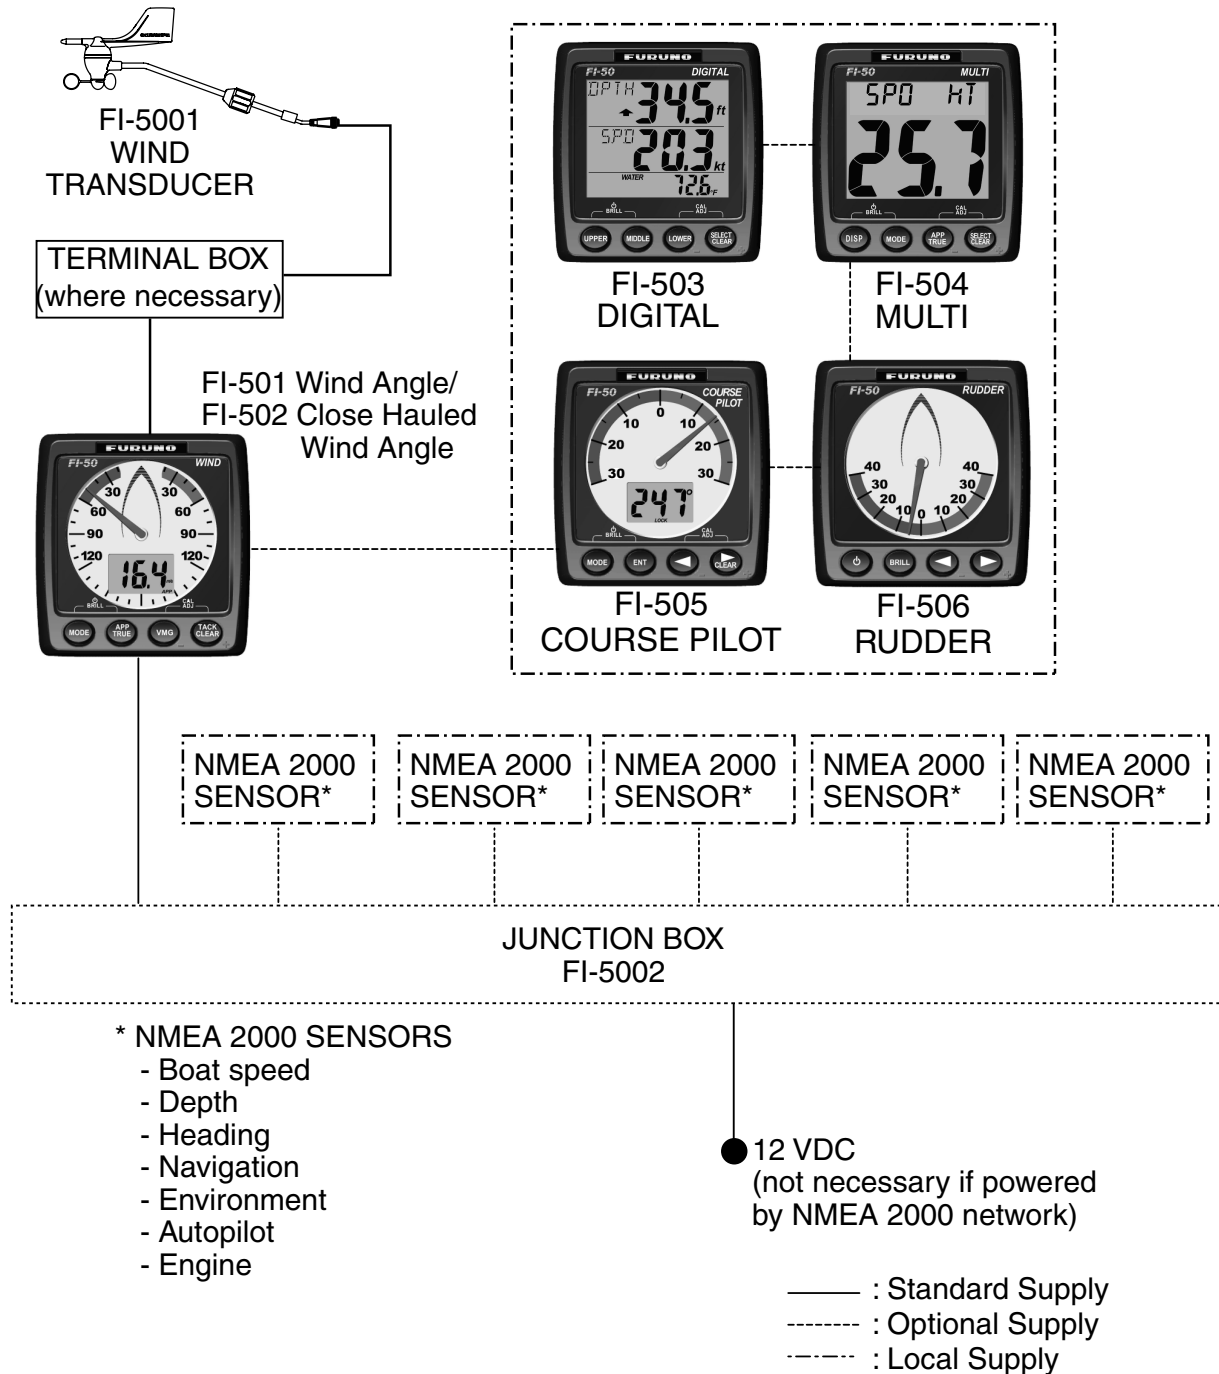 FI-5001
WIND
TRANSDUCER
TERMINAL BOX
(where necessary)
FURUNO
FI-50 DIGITAL
DPTH 34.5 ft
SPD 20.3 kt
WATER 72.6 °F
BRILL CAL ADJ
UPPER MIDDLE LOWER SELECT CLEAR
FI-503
DIGITAL
FURUNO
FI-50 MULTI
SPD HT
25.7
BRILL CAL ADJ
DISP MODE APP TRUE SELECT CLEAR
- +
FI-504
MULTI
FI-501 Wind Angle/
FI-502 Close Hauled
Wind Angle
FURUNO
FI-50 WIND
30 30
60 60
90 90
120 120
16.4
APP
BRILL CAL ADJ
MODE APP TRUE VMG TACK CLEAR
- +
FURUNO
FI-50 COURSE PILOT
10 0 10
20 20
30 30
247°
LOCK
BRILL CAL ADJ
MODE ENT CLEAR
- +
FI-505
COURSE PILOT
FURUNO
FI-50 RUDDER
40 40
30 30
20 20
10 0 10
BRILL
- +
FI-506
RUDDER
NMEA 2000
SENSOR*
NMEA 2000
SENSOR*
NMEA 2000
SENSOR*
NMEA 2000
SENSOR*
NMEA 2000
SENSOR*
JUNCTION BOX
FI-5002
* NMEA 2000 SENSORS
- Boat speed
- Depth
- Heading
- Navigation
- Environment
- Autopilot
- Engine
12 VDC
(not necessary if powered
by NMEA 2000 network)
: Standard Supply
: Optional Supply
: Local Supply